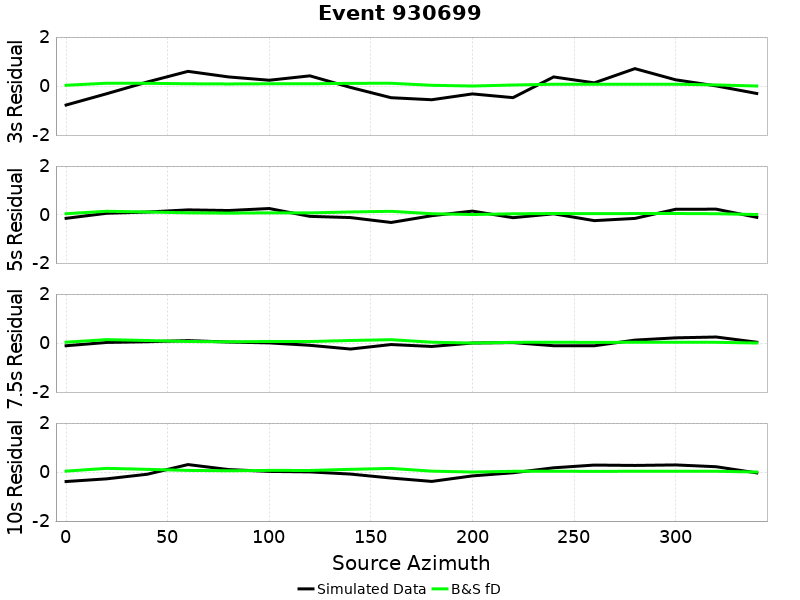 Event 930699
3s Residual
2
0
-2
5s Residual
2
0
-2
7.5s Residual
2
0
-2
10s Residual
2
0
-2
0 50 100 150 200 250 300
Source Azimuth
Simulated Data B&S fD